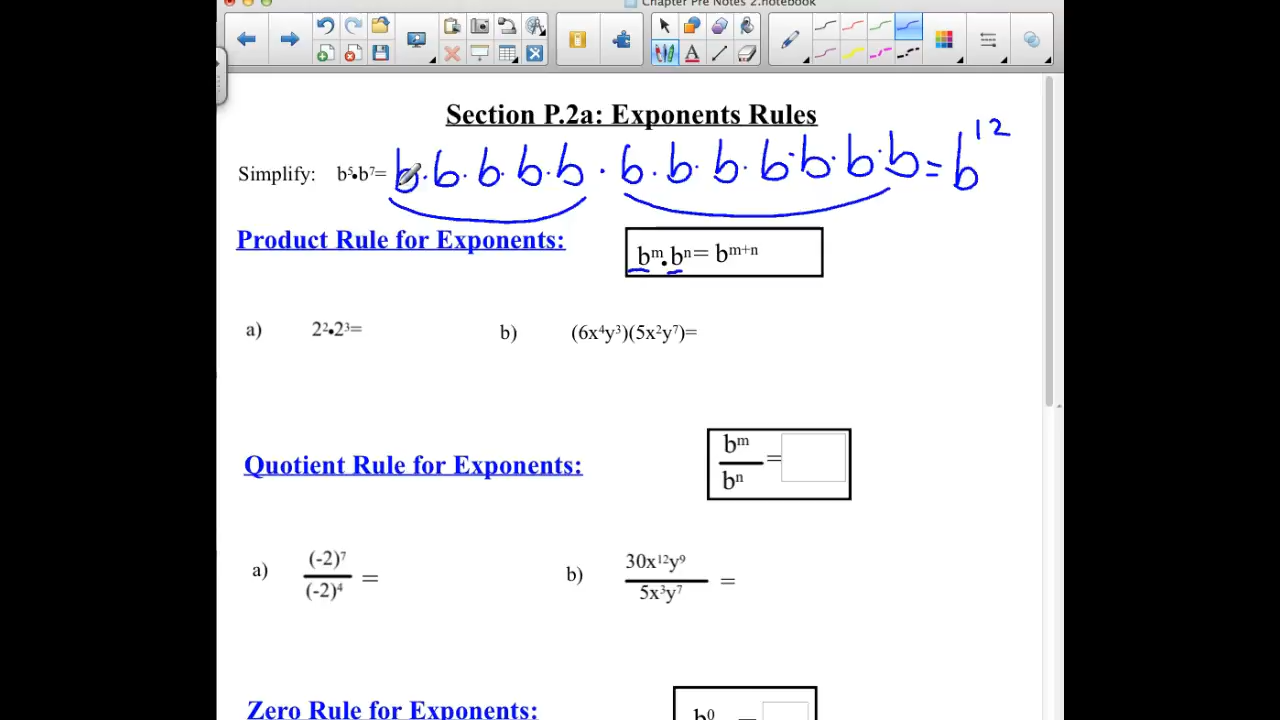 Chapter Pre Notes 2.notebook
Section P.2a: Exponents Rules
Simplify: b⁵•b⁷= b·b·b·b·b · b·b·b·b·b·b·b = b¹²
Product Rule for Exponents: bᵐ•bⁿ= bᵐ⁺ⁿ
a) 2²•2³= b) (6x⁴y³)(5x²y⁷)=
Quotient Rule for Exponents: bᵐ/bⁿ =
a) (-2)⁷/(-2)⁴ = b) 30x¹²y⁹/5x³y⁷ =
Zero Rule for Exponents: b⁰ =